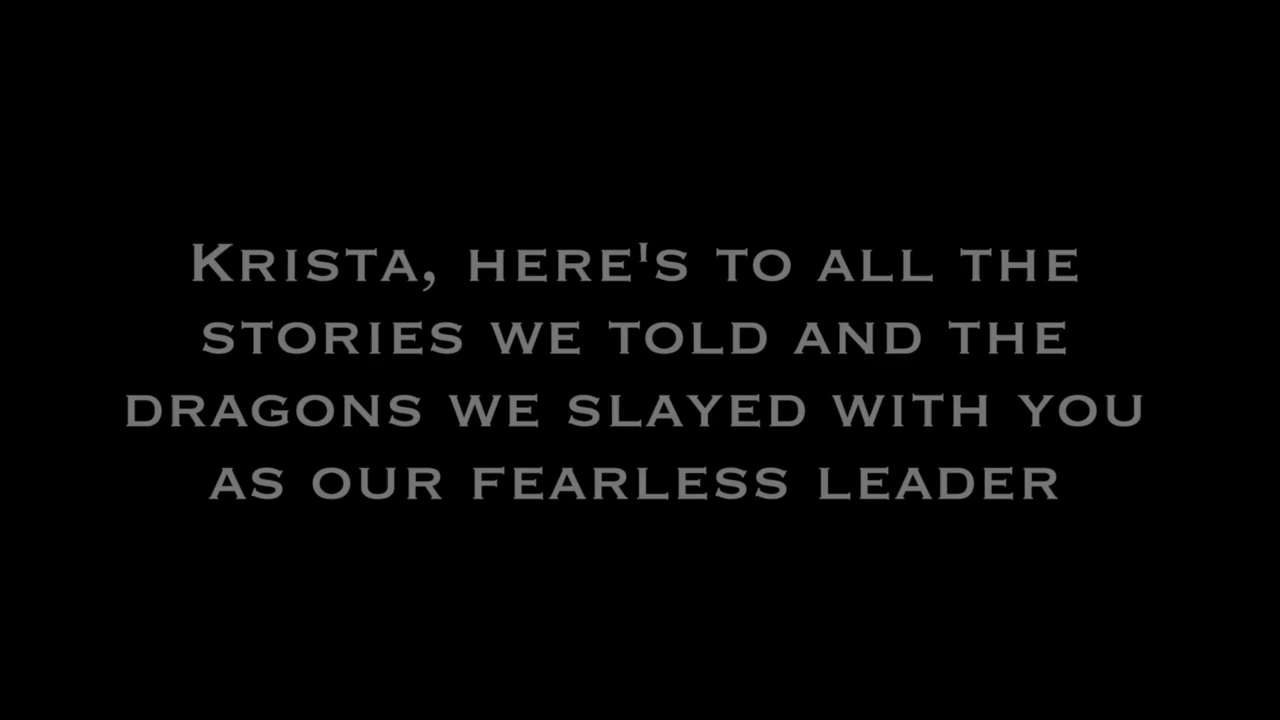 Krista, here's to all the
stories we told and the
dragons we slayed with you
as our fearless leader